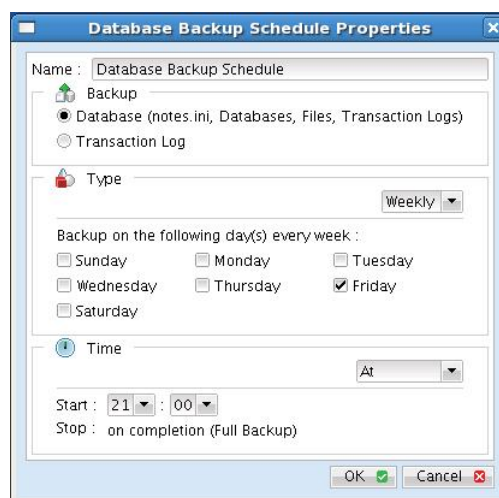 Database Backup Schedule Properties
Name : Database Backup Schedule
Backup
Database (notes.ini, Databases, Files, Transaction Logs)
Transaction Log
Type
Weekly
Backup on the following day(s) every week :
Sunday Monday Tuesday
Wednesday Thursday Friday
Saturday
Time
At
Start : 21 : 00
Stop : on completion (Full Backup)
OK Cancel